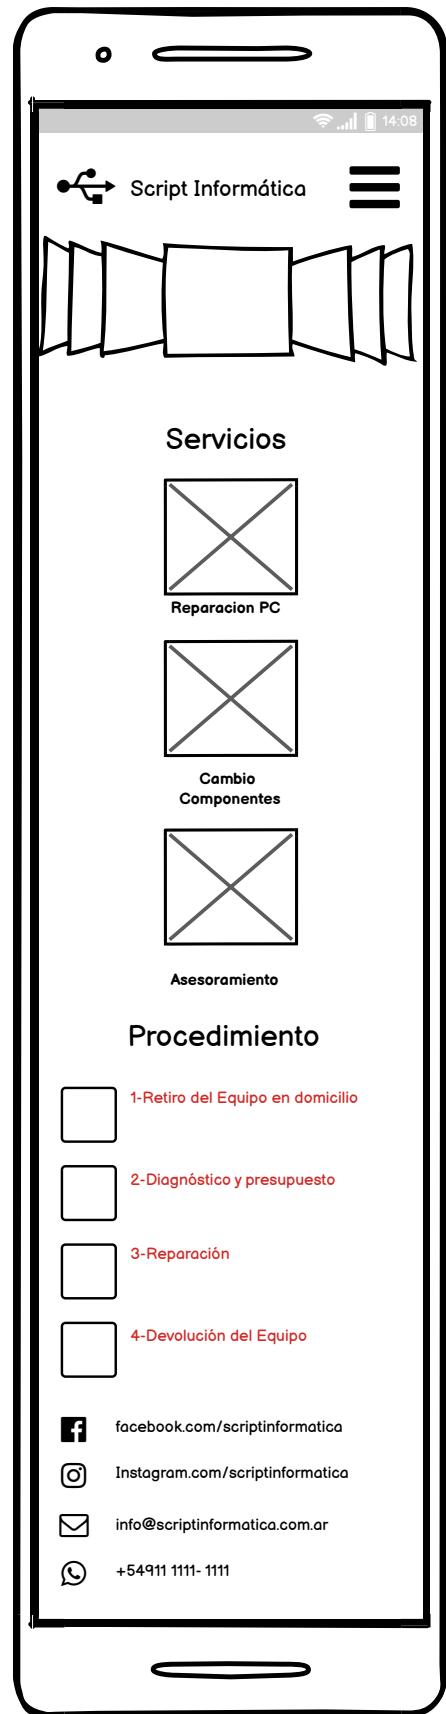 14:08
Script Informática
Servicios
Reparacion PC
Cambio
Componentes
Asesoramiento
Procedimiento
1-Retiro del Equipo en domicilio
2-Diagnóstico y presupuesto
3-Reparación
4-Devolución del Equipo
facebook.com/scriptinformatica
Instagram.com/scriptinformatica
info@scriptinformatica.com.ar
+54911 1111- 1111